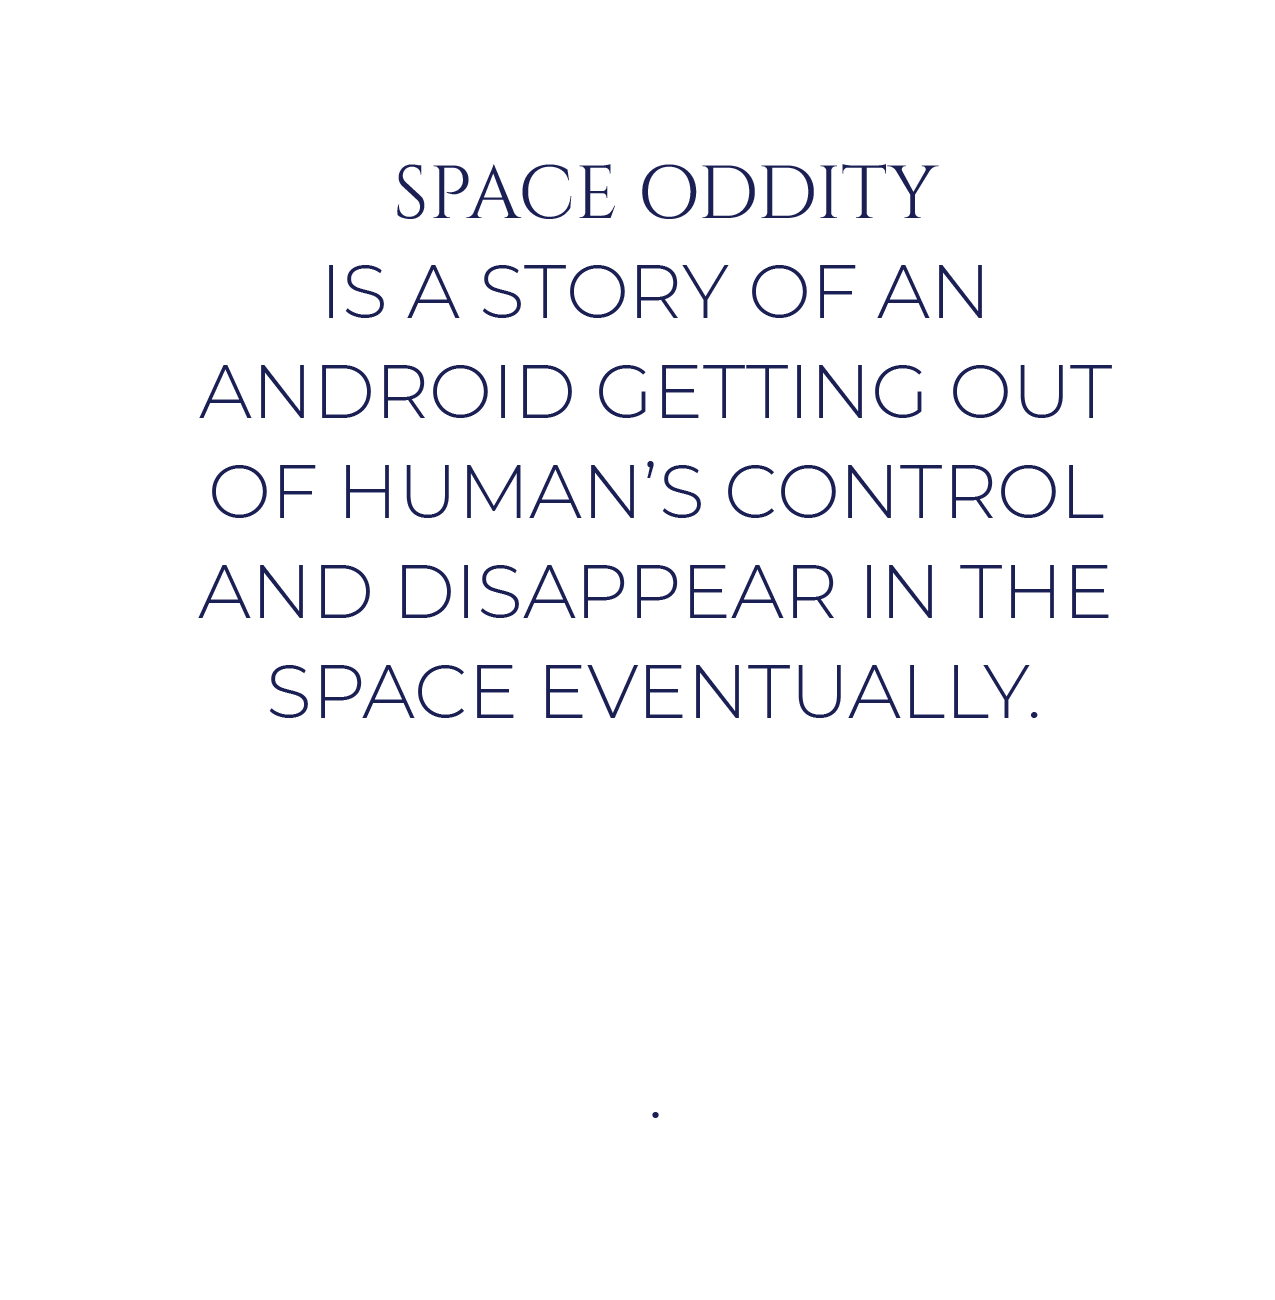 SPACE ODDITY
IS A STORY OF AN
ANDROID GETTING OUT
OF HUMAN’S CONTROL
AND DISAPPEAR IN THE
SPACE EVENTUALLY.
.